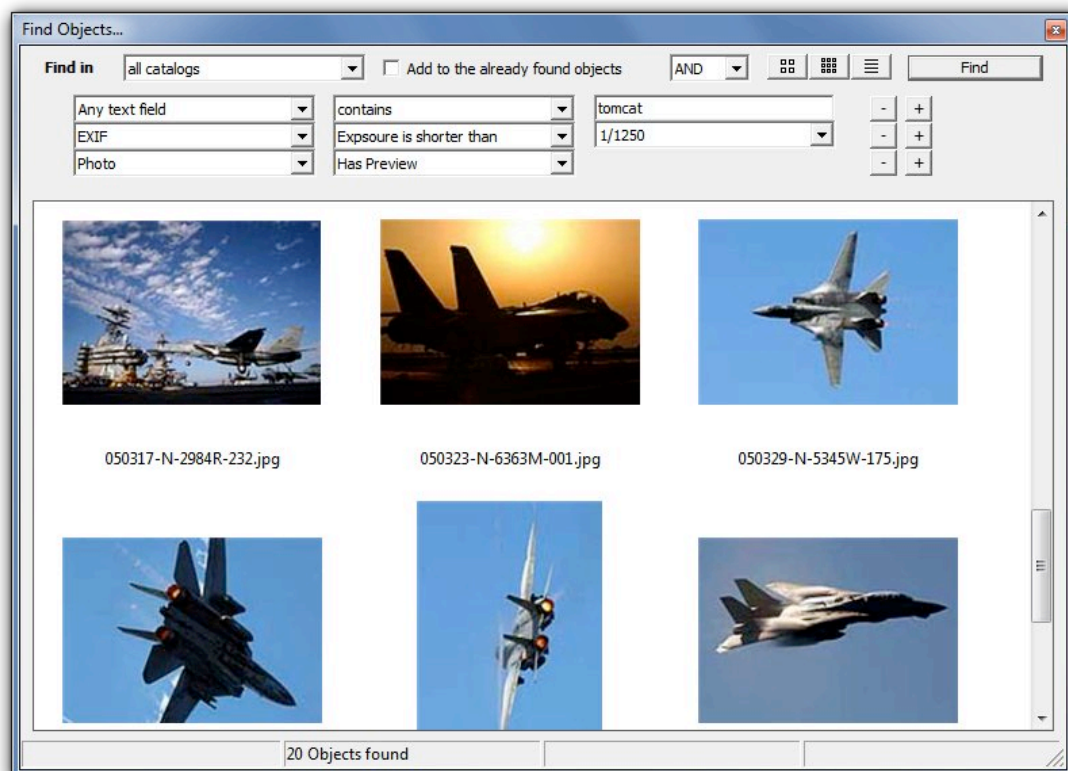 Find Objects...
Find in all catalogs Add to the already found objects AND Find
Any text field contains tomcat - +
EXIF Expsoure is shorter than 1/1250 - +
Photo Has Preview - +
050317-N-2984R-232.jpg 050323-N-6363M-001.jpg 050329-N-5345W-175.jpg
20 Objects found